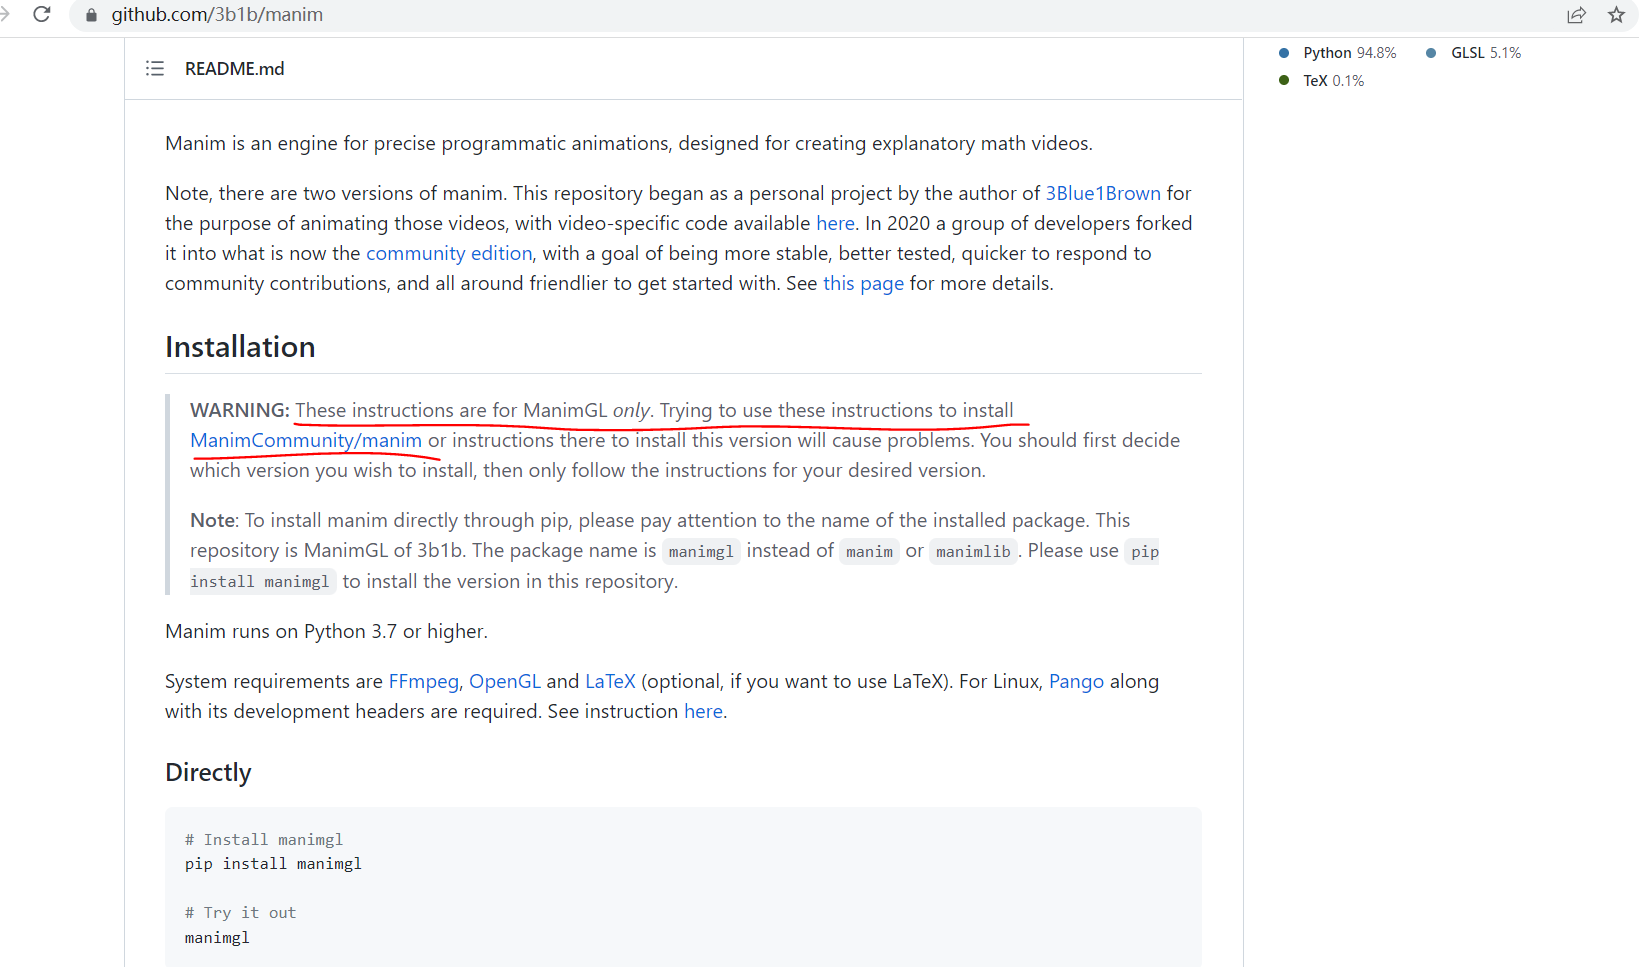 github.com/3b1b/manim
README.md
Python 94.8% GLSL 5.1%
TeX 0.1%
Manim is an engine for precise programmatic animations, designed for creating explanatory math videos.
Note, there are two versions of manim. This repository began as a personal project by the author of 3Blue1Brown for
the purpose of animating those videos, with video-specific code available here. In 2020 a group of developers forked
it into what is now the community edition, with a goal of being more stable, better tested, quicker to respond to
community contributions, and all around friendlier to get started with. See this page for more details.
Installation
WARNING: These instructions are for ManimGL only. Trying to use these instructions to install
ManimCommunity/manim or instructions there to install this version will cause problems. You should first decide
which version you wish to install, then only follow the instructions for your desired version.
Note: To install manim directly through pip, please pay attention to the name of the installed package. This
repository is ManimGL of 3b1b. The package name is manimgl instead of manim or manimlib. Please use pip
install manimgl to install the version in this repository.
Manim runs on Python 3.7 or higher.
System requirements are FFmpeg, OpenGL and LaTeX (optional, if you want to use LaTeX). For Linux, Pango along
with its development headers are required. See instruction here.
Directly
# Install manimgl
pip install manimgl
# Try it out
manimgl